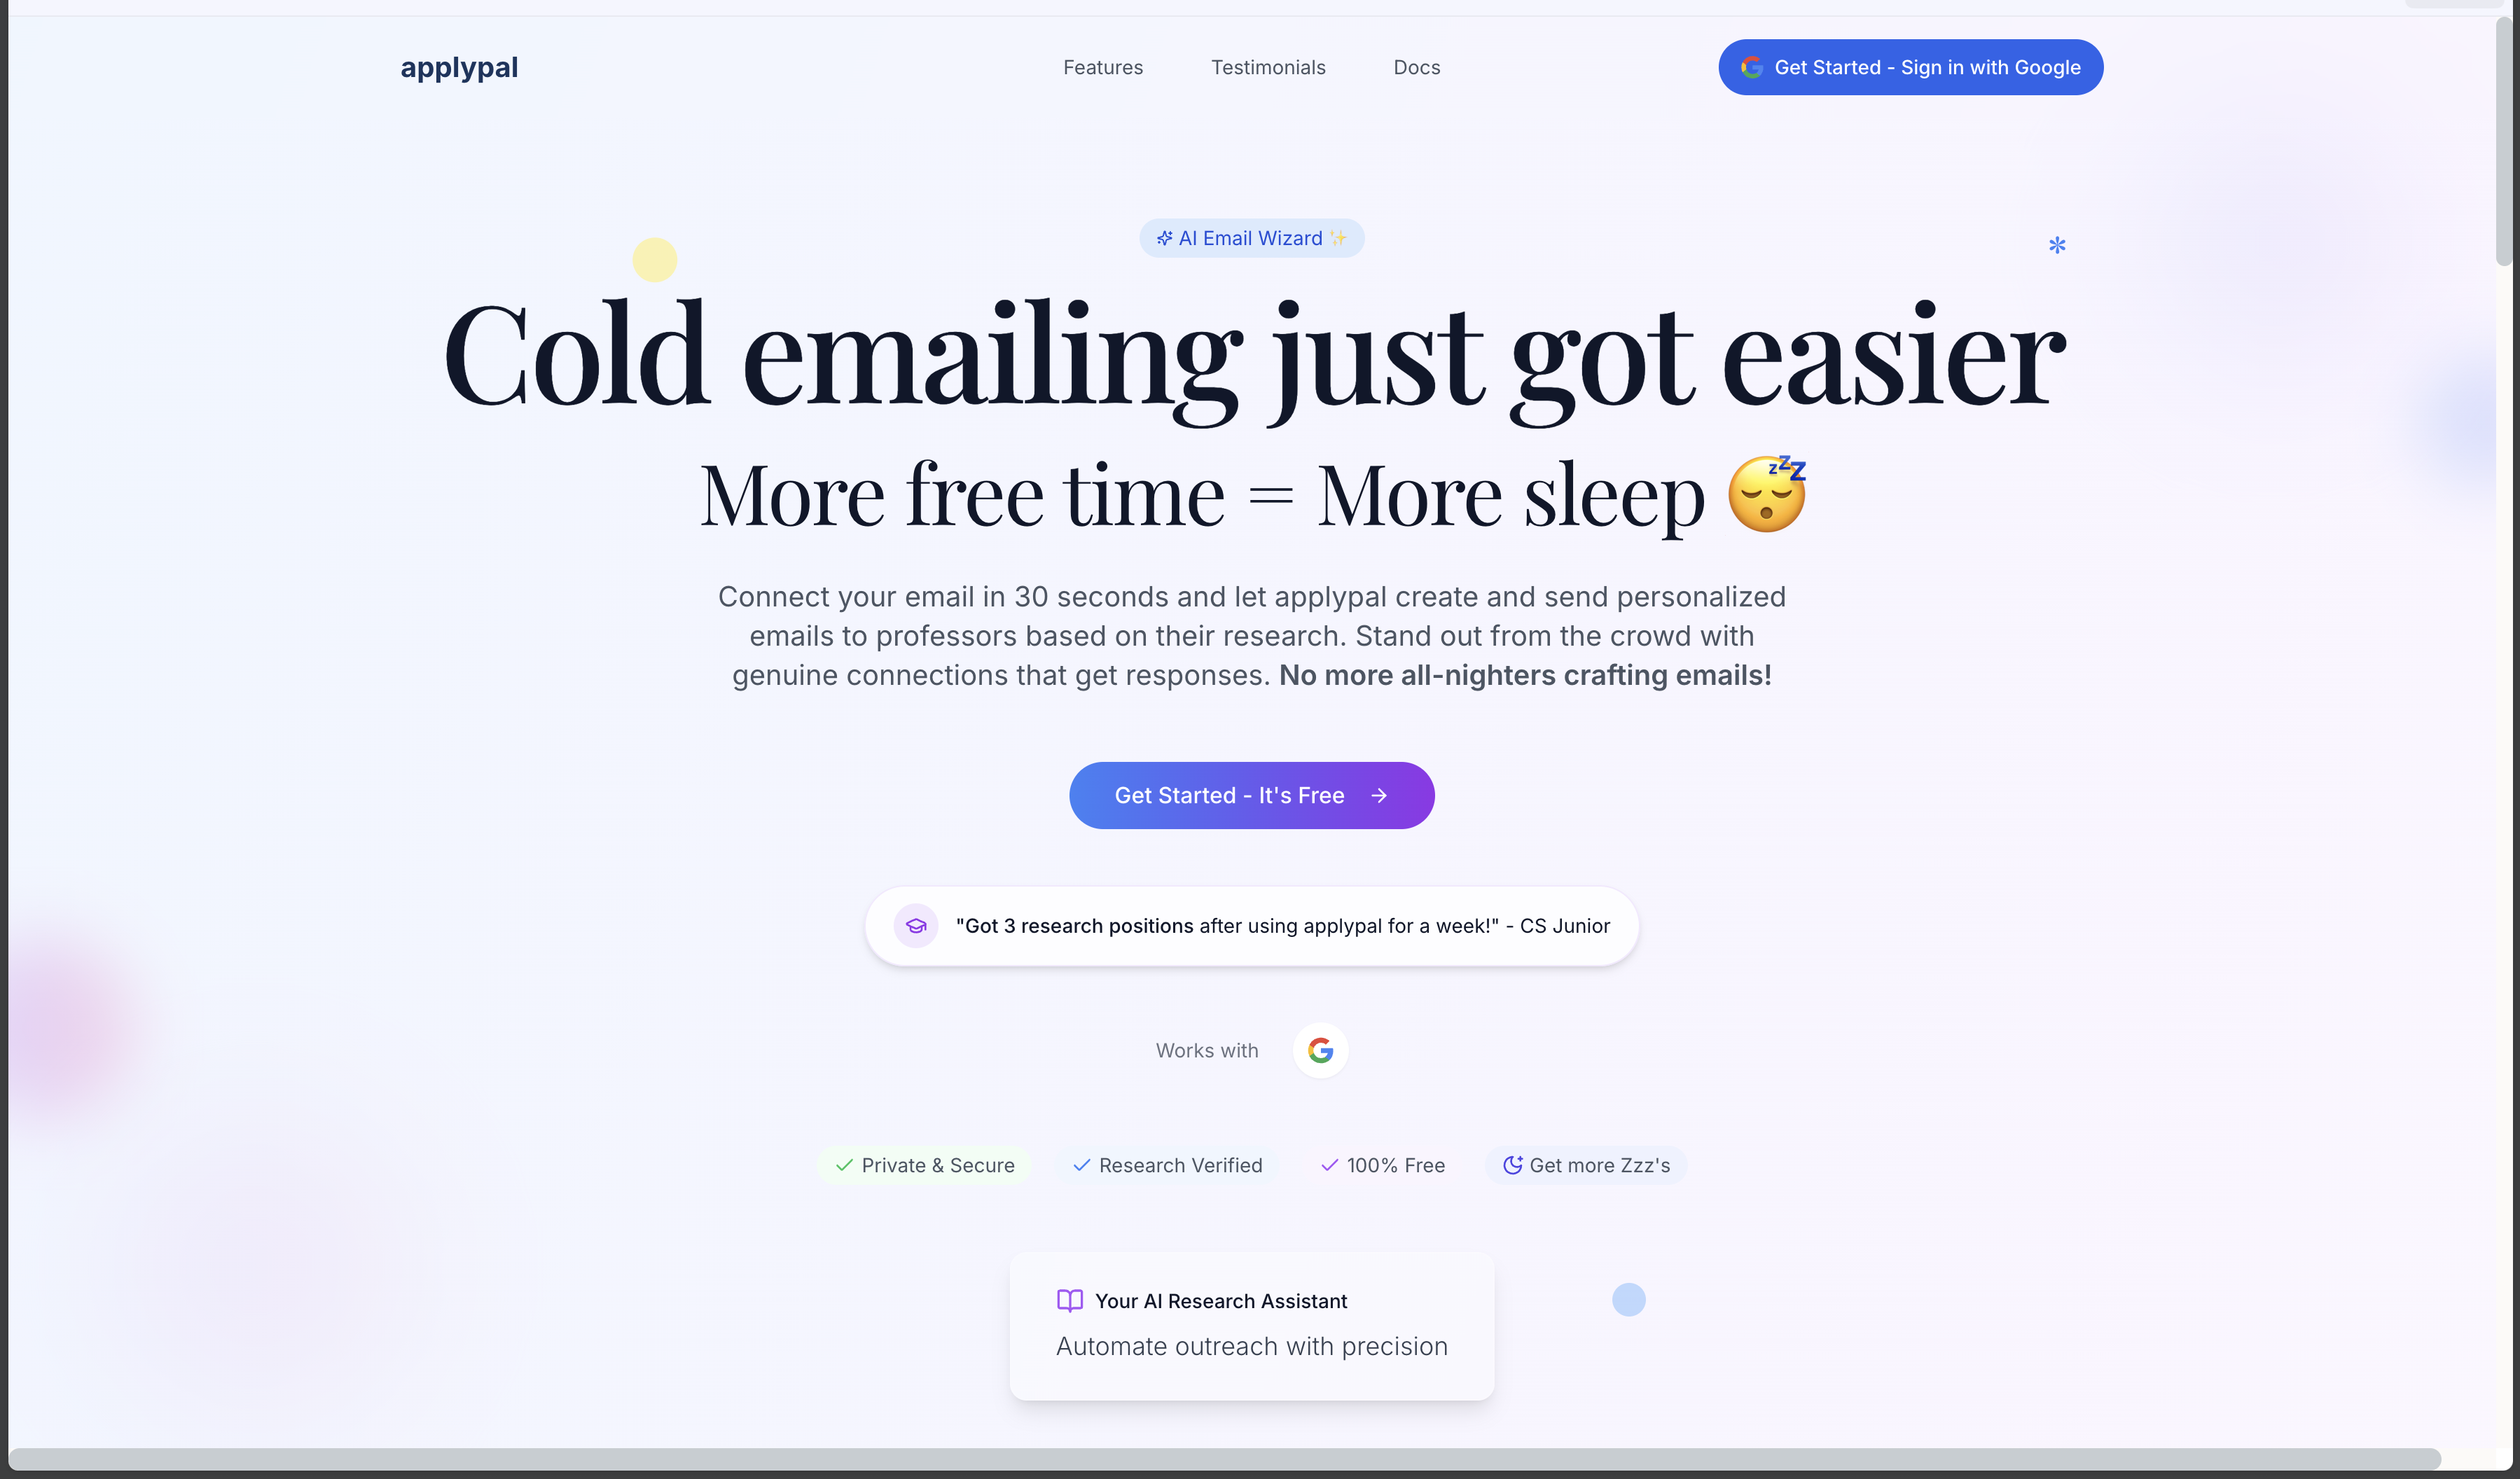 applypal
Features
Testimonials
Docs
Get Started - Sign in with Google
AI Email Wizard ✨
Cold emailing just got easier
More free time = More sleep 😴
Connect your email in 30 seconds and let applypal create and send personalized
emails to professors based on their research. Stand out from the crowd with
genuine connections that get responses. No more all-nighters crafting emails!
Get Started - It's Free →
"Got 3 research positions after using applypal for a week!" - CS Junior
Works with
Private & Secure
Research Verified
100% Free
Get more Zzz's
Your AI Research Assistant
Automate outreach with precision